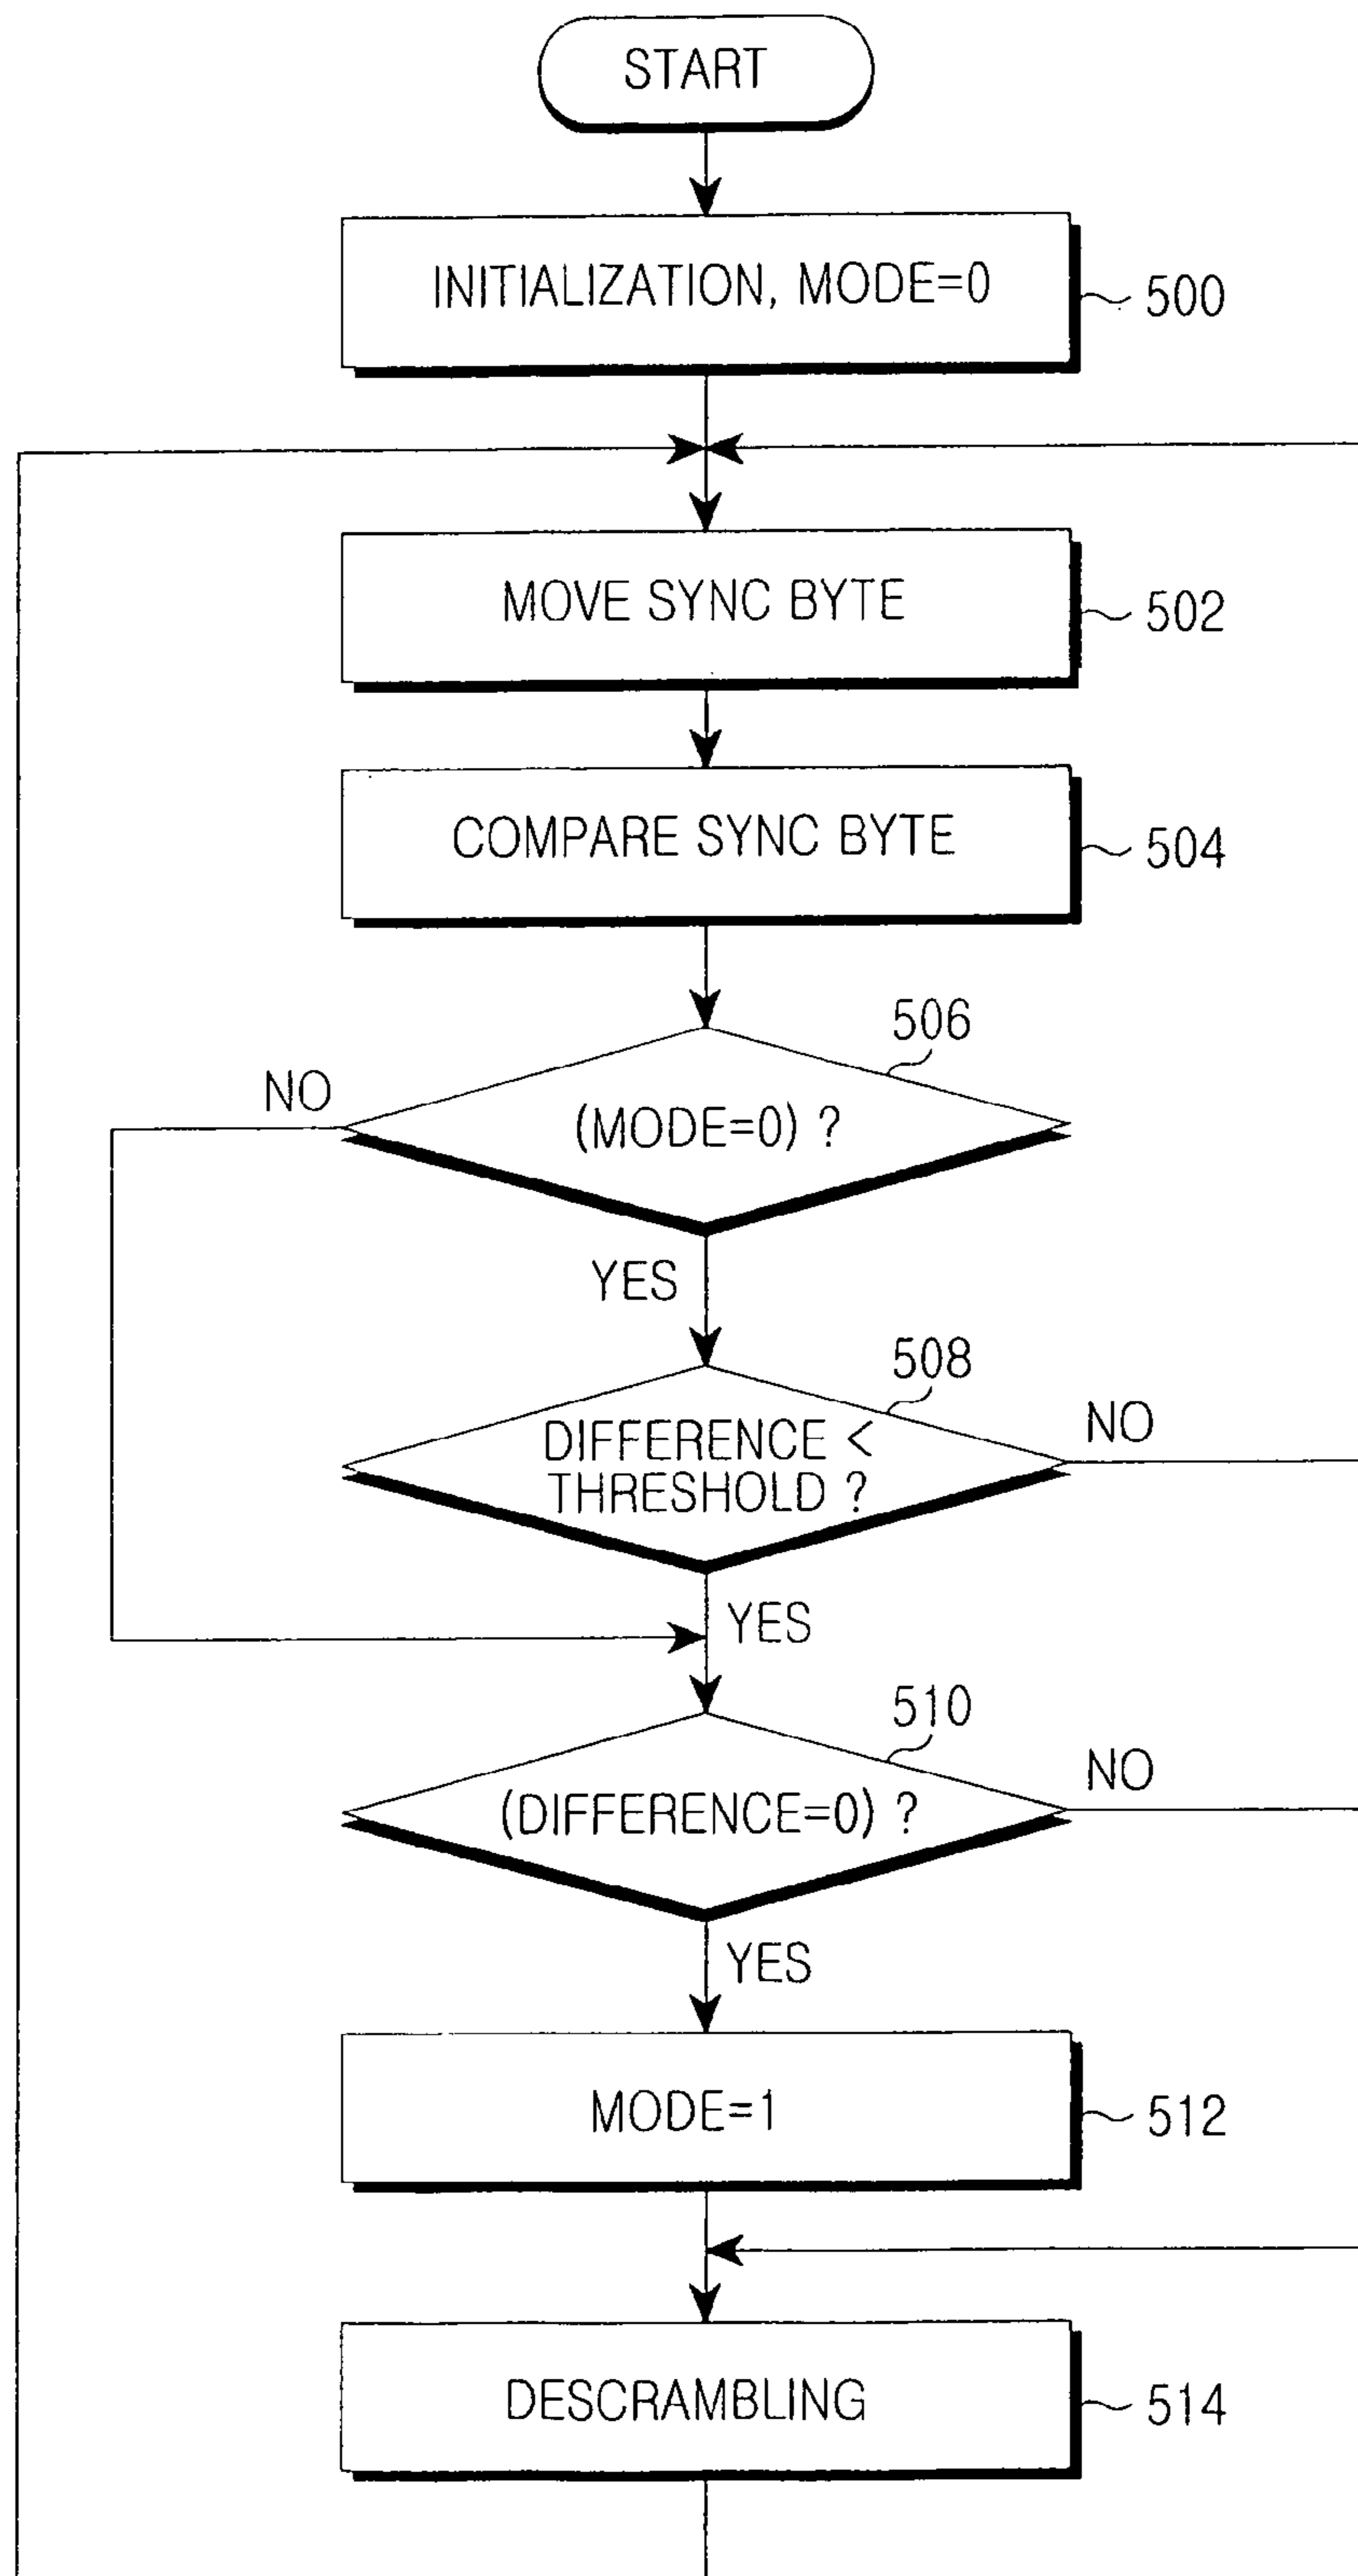 START
INITIALIZATION, MODE=0
500
MOVE SYNC BYTE
502
COMPARE SYNC BYTE
504
506
NO
(MODE=0) ?
YES
508
DIFFERENCE <
THRESHOLD ?
NO
YES
510
(DIFFERENCE=0) ?
NO
YES
MODE=1
512
DESCRAMBLING
514